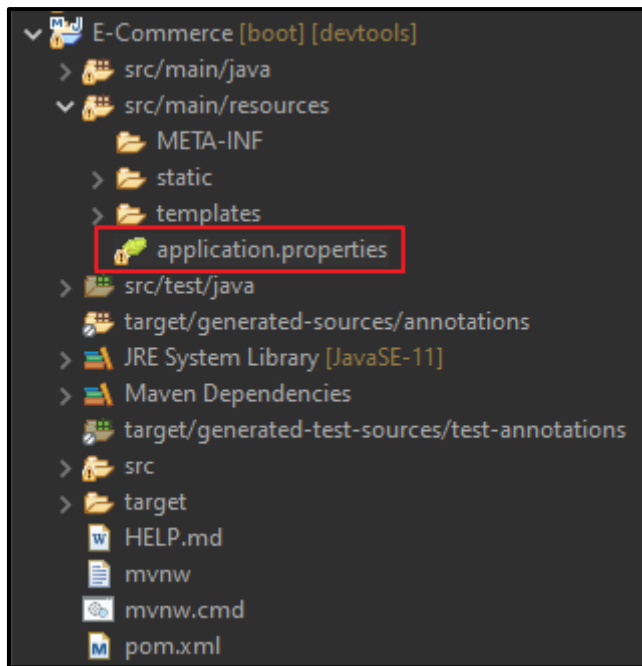 E-Commerce [boot] [devtools]
src/main/java
src/main/resources
META-INF
static
templates
application.properties
src/test/java
target/generated-sources/annotations
JRE System Library [JavaSE-11]
Maven Dependencies
target/generated-test-sources/test-annotations
src
target
HELP.md
mvnw
mvnw.cmd
pom.xml